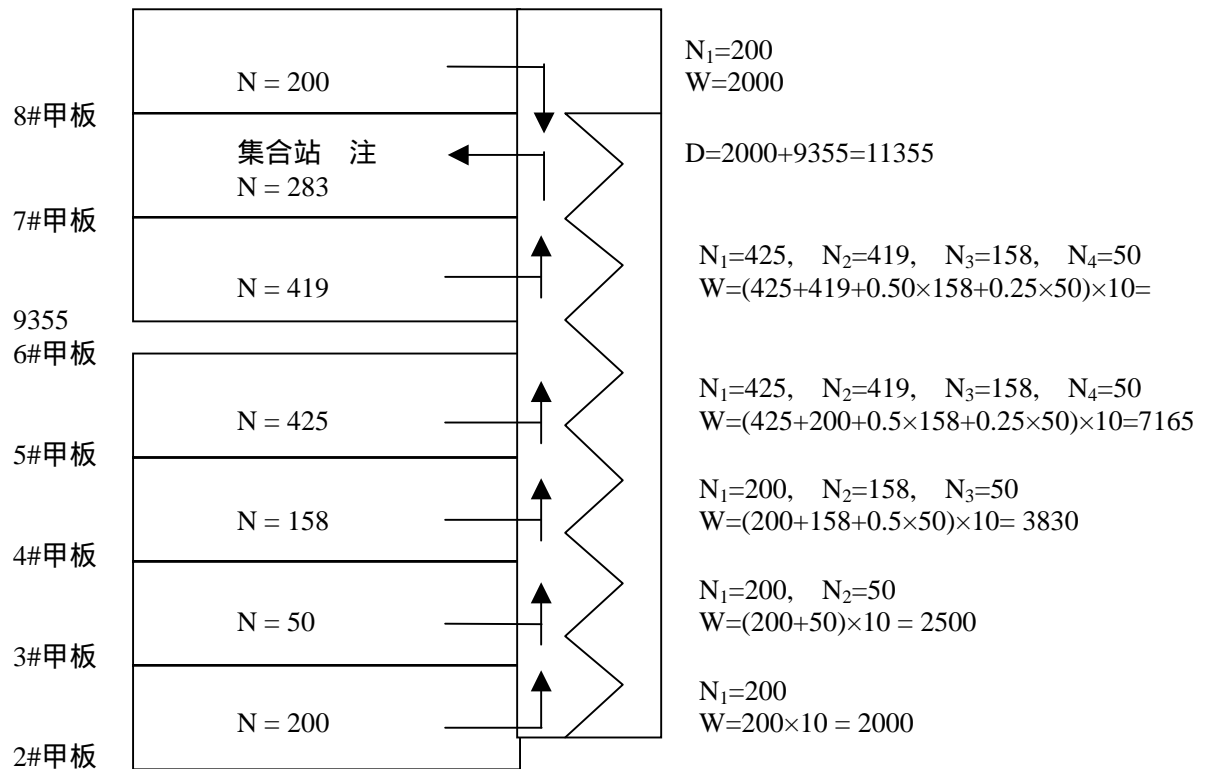 N₁=200
N = 200
W=2000
8#甲板
集合站 注
D=2000+9355=11355
N = 283
7#甲板
N₁=425, N₂=419, N₃=158, N₄=50
N = 419
W=(425+419+0.50×158+0.25×50)×10=
9355
6#甲板
N₁=425, N₂=419, N₃=158, N₄=50
N = 425
W=(425+200+0.5×158+0.25×50)×10=7165
5#甲板
N₁=200, N₂=158, N₃=50
N = 158
W=(200+158+0.5×50)×10= 3830
4#甲板
N₁=200, N₂=50
N = 50
W=(200+50)×10 = 2500
3#甲板
N₁=200
N = 200
W=200×10 = 2000
2#甲板